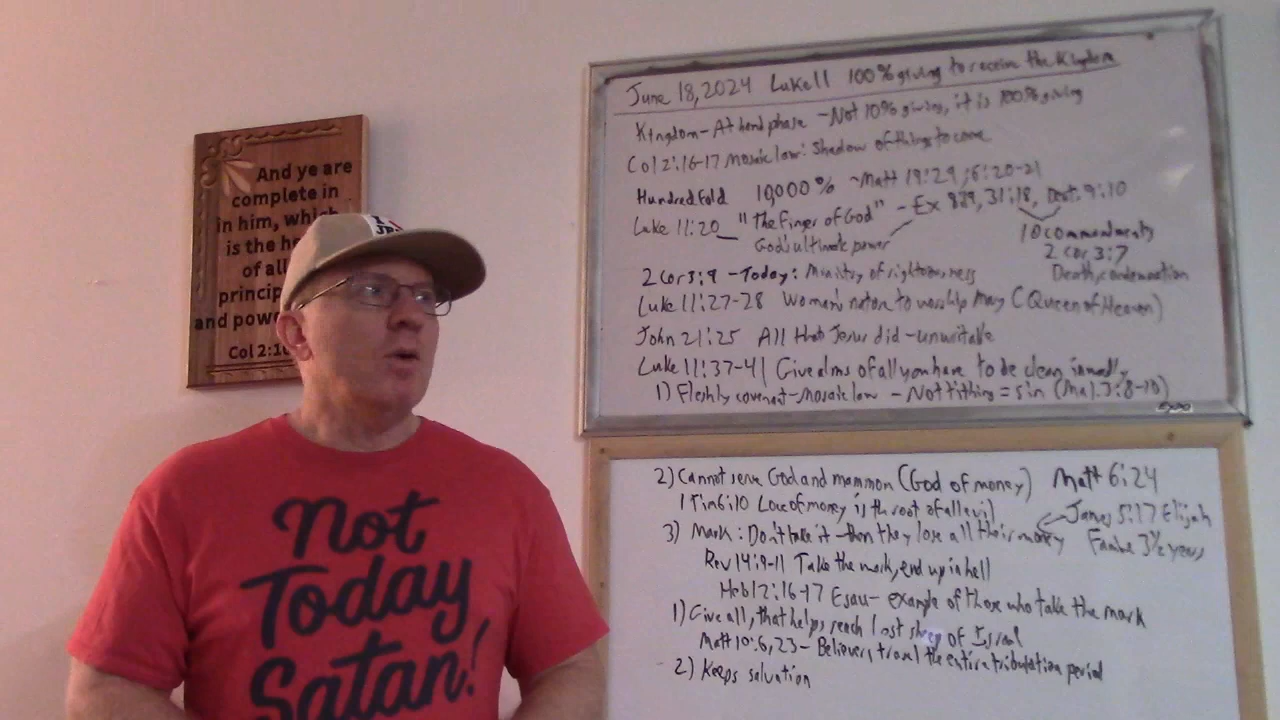 And ye are
complete in
in him, which
is the he
of all
princip
and powe
Col 2:10
Not
Today
Satan!
June 18, 2024 Luke 11 100% giving to receive the Kingdom
Kingdom - At hand phase - Not 10% giving, it is 100% giving
Col 2:16-17 Mosaic law: Shadow of things to come
Hundredfold 10,000% - Matt 19:29, 6:20-21
Luke 11:20 "the Finger of God" - Ex 8:19, 31:18, Deut. 9:10
God's ultimate power
10 commandments
2 Cor 3:7
Death, condemnation
2 Cor 3:9 - Today: Ministry of righteousness
Luke 11:27-28 Woman's nature to worship Mary (Queen of Heaven)
John 21:25 All that Jesus did - unwritable
Luke 11:37-41 Give alms of all you have to be clean inwardly
1) Fleshly covenant - Mosaic law - Not tithing = sin (Mal. 3:8-10)
Expo
2) Cannot serve God and mammon (God of money) Matt 6:24
1 Tim 6:10 Love of money is th root of all evil
3) Mark: Don't take it - then they lose all their money
James 5:17 Elijah
Famine 3½ years
Rev 14:9-11 Take the mark, end up in hell
Heb 12:16-17 Esau - example of those who take the mark
1) Give all, that helps reach lost sheep of Israel
Matt 10:6, 23 - Believers travel the entire tribulation period
2) Keeps salvation